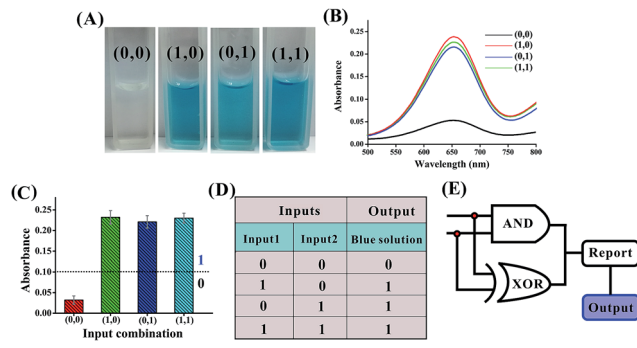 (A)
(0,0) (1,0) (0,1) (1,1)
(B)
Absorbance
0.25
0.20
0.15
0.10
0.05
0.00
500 550 600 650 700 750 800
Wavelength (nm)
(0,0)
(1,0)
(0,1)
(1,1)
(C)
Absorbance
0.25
0.20
0.15
0.10
0.05
0.00
1
0
(0,0) (1,0) (0,1) (1,1)
Input combination
(D)
Inputs Output
Input1 Input2 Blue solution
0 0 0
1 0 1
0 1 1
1 1 1
(E)
AND
XOR
Report
Output